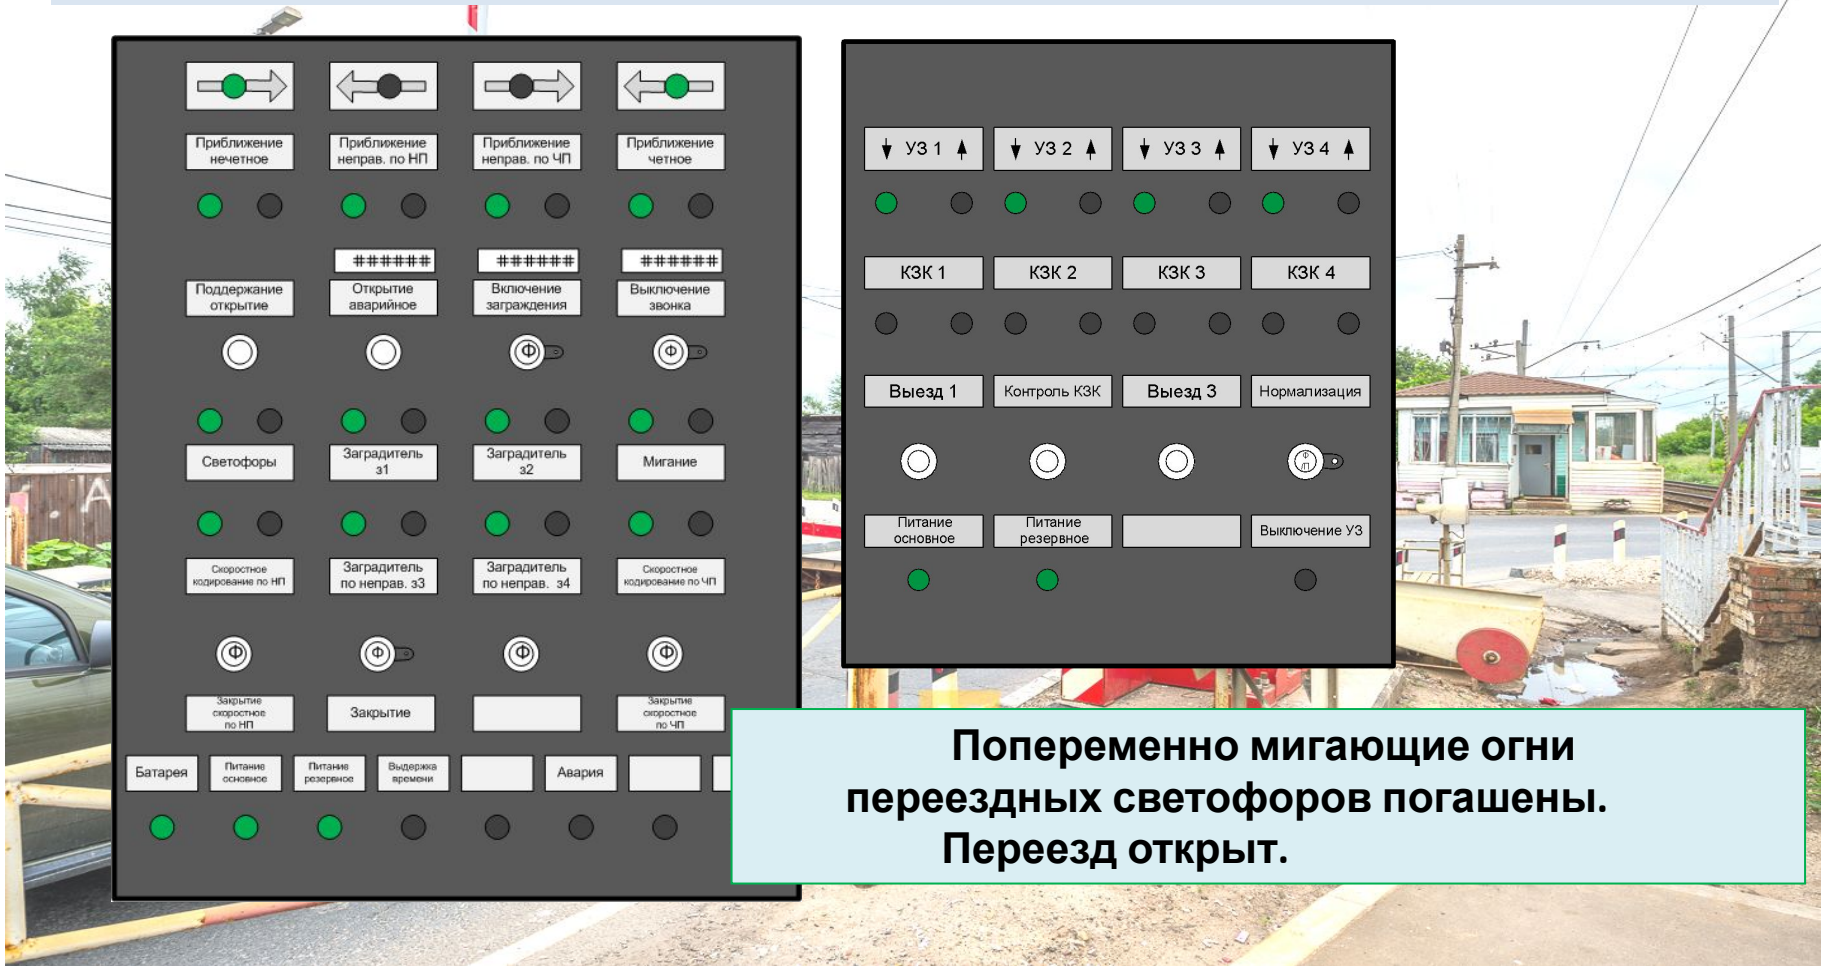 Приближение
нечетное
Приближение
неправ. по НП
Приближение
неправ. по ЧП
Приближение
четное
######
######
######
Поддержание
открытие
Открытие
аварийное
Включение
заграждения
Выключение
звонка
Ф
Ф
Светофоры
Заградитель
з1
Заградитель
з2
Мигание
Скоростное
кодирование по НП
Заградитель
по неправ. з3
Заградитель
по неправ. з4
Скоростное
кодирование по ЧП
Ф
Ф
Ф
Ф
Закрытие
скоростное
по НП
Закрытие
Закрытие
скоростное
по ЧП
Батарея
Питание
основное
Питание
резервное
Выдержка
времени
Авария
УЗ 1
УЗ 2
УЗ 3
УЗ 4
КЗК 1
КЗК 2
КЗК 3
КЗК 4
Выезд 1
Контроль КЗК
Выезд 3
Нормализация
Ф
/П
Питание
основное
Питание
резервное
Выключение УЗ
Попеременно мигающие огни
переездных светофоров погашены.
Переезд открыт.